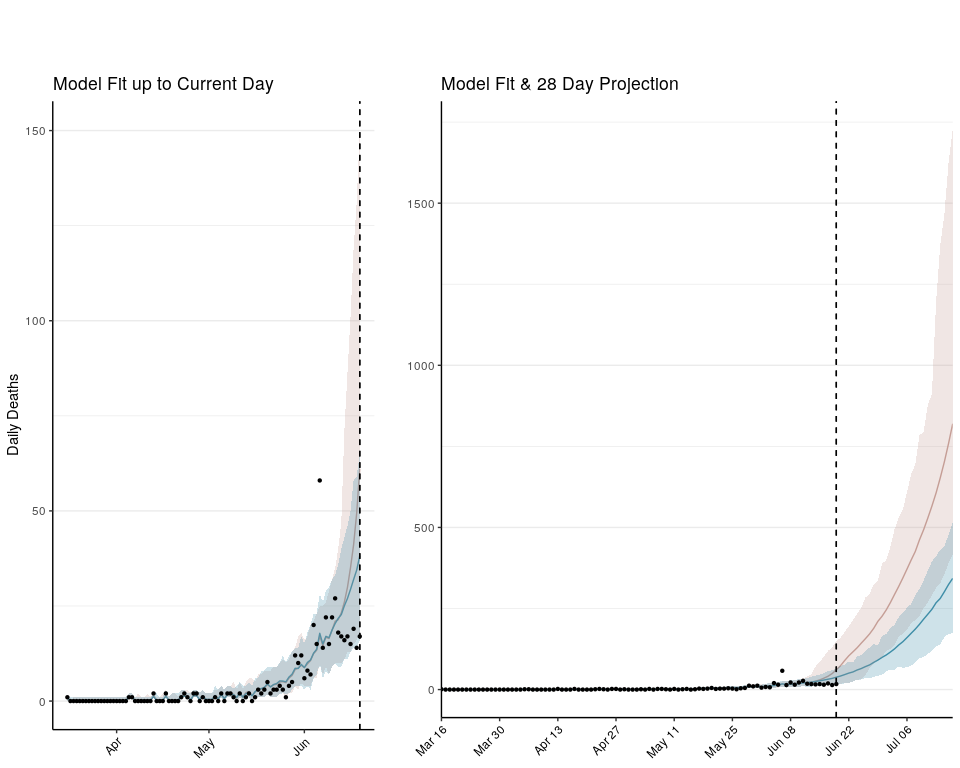 Model Fit up to Current Day
Model Fit & 28 Day Projection
Daily Deaths
150
100
50
0
Apr
May
Jun
1500
1000
500
0
Mar 16
Mar 30
Apr 13
Apr 27
May 11
May 25
Jun 08
Jun 22
Jul 06